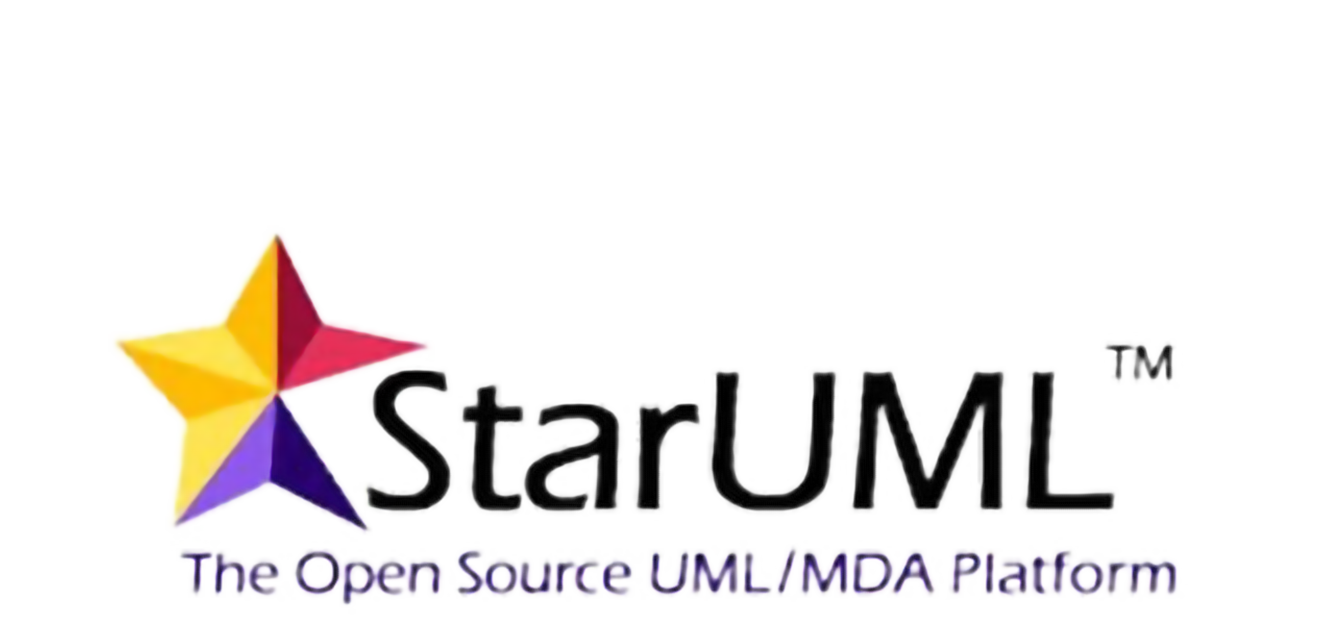 StarUML™
The Open Source UML/MDA Platform